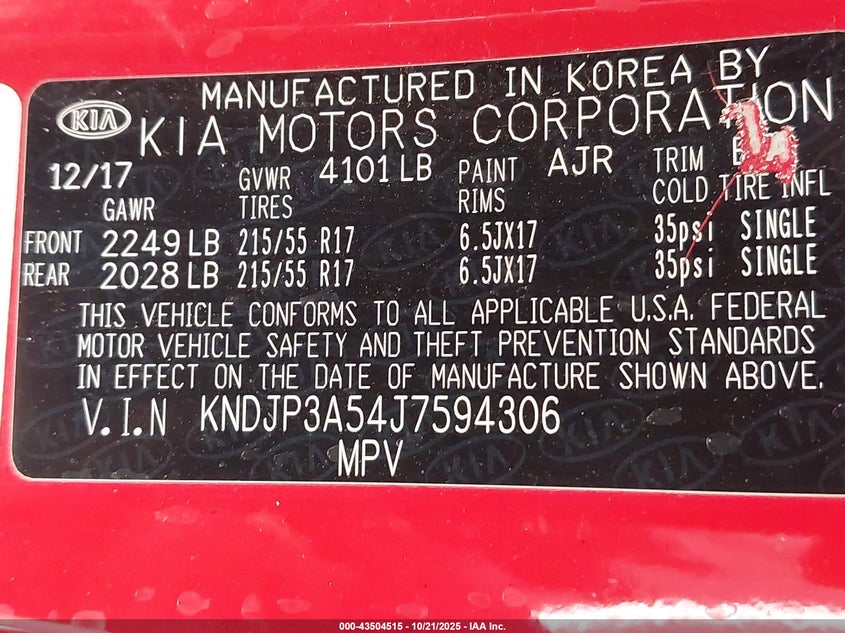 MANUFACTURED IN KOREA BY
KIA KIA MOTORS CORPORATION
12/17 GVWR 4101 LB PAINT AJR TRIM
GAWR TIRES RIMS COLD TIRE INFL
FRONT 2249 LB 215/55 R17 6.5JX17 35psi SINGLE
REAR 2028 LB 215/55 R17 6.5JX17 35psi SINGLE
THIS VEHICLE CONFORMS TO ALL APPLICABLE U.S.A. FEDERAL
MOTOR VEHICLE SAFETY AND THEFT PREVENTION STANDARDS
IN EFFECT ON THE DATE OF MANUFACTURE SHOWN ABOVE.
V.I.N KNDJP3A54J7594306
MPV
000-43504515 - 10/21/2025 - IAA Inc.